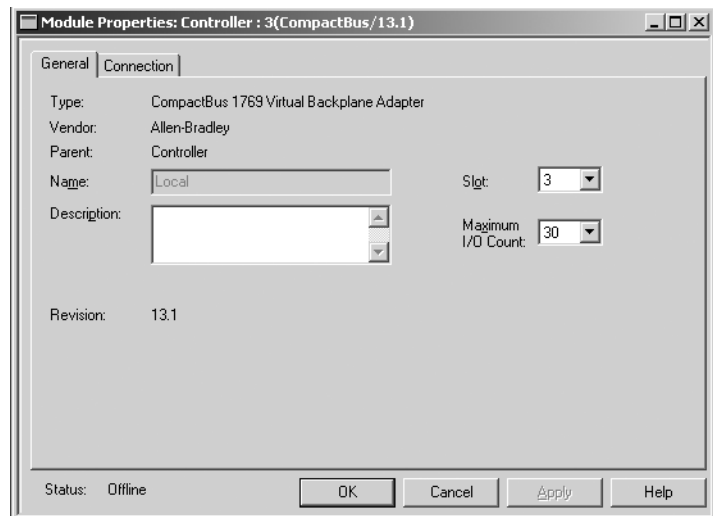 Module Properties: Controller : 3(CompactBus/13.1)
General
Connection
Type: CompactBus 1769 Virtual Backplane Adapter
Vendor: Allen-Bradley
Parent: Controller
Name: Local
Slot: 3
Description:
Maximum
I/O Count: 30
Revision: 13.1
Status: Offline
OK
Cancel
Apply
Help